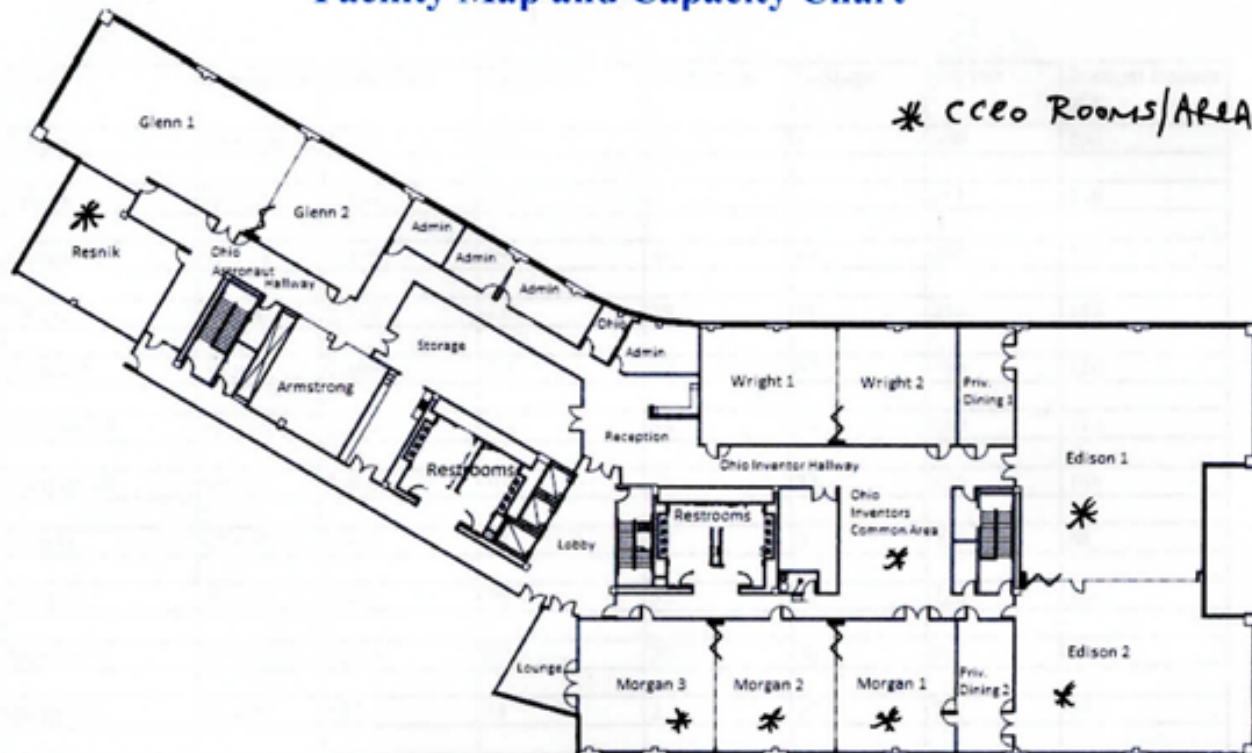 Facility Map and Capacity Chart
* CCEO ROOMS/AREA
Glenn 1
Glenn 2
Admin
Admin
Admin
Ohio
Admin
Resnik
Ohio
Astronaut
Hallway
Storage
Armstrong
Restrooms
Wright 1
Wright 2
Priv.
Dining 1
Reception
Ohio Inventor Hallway
Edison 1
Restrooms
Ohio
Inventors
Common Area
Lobby
Lounge
Morgan 3
Morgan 2
Morgan 1
Priv.
Dining 2
Edison 2